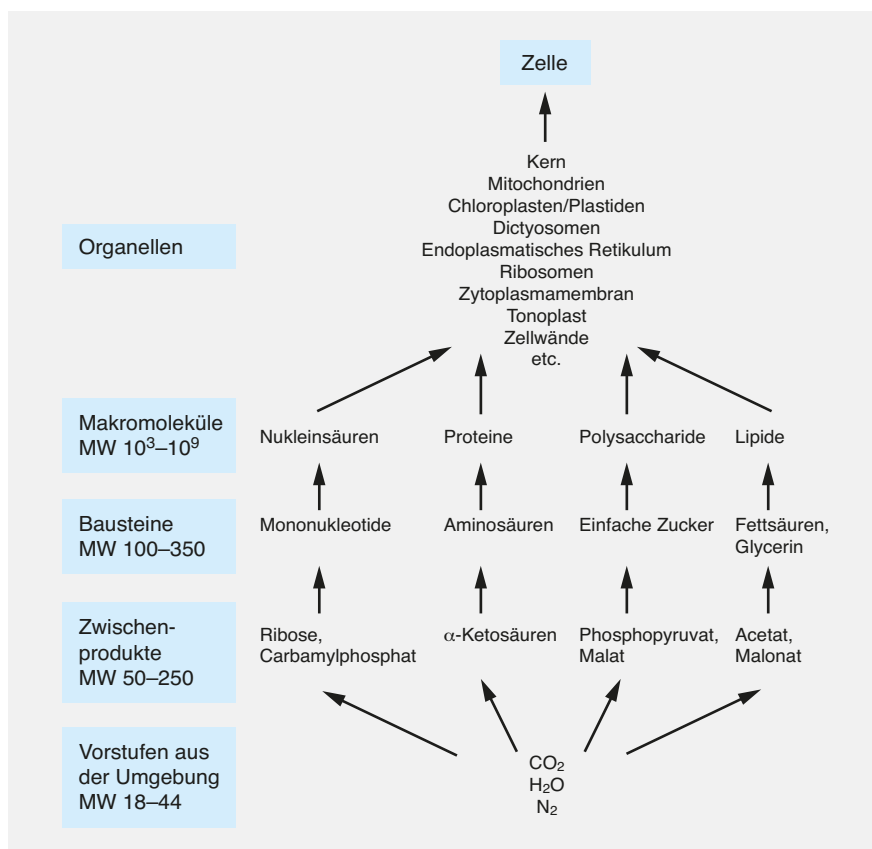 Zelle
Kern
Mitochondrien
Chloroplasten/Plastiden
Dictyosomen
Organellen
Endoplasmatisches Retikulum
Ribosomen
Zytoplasmamembran
Tonoplast
Zellwände
etc.
Makromoleküle
MW 10³–10⁹
Nukleinsäuren
Proteine
Polysaccharide
Lipide
Bausteine
MW 100–350
Mononukleotide
Aminosäuren
Einfache Zucker
Fettsäuren,
Glycerin
Zwischen-
produkte
MW 50–250
Ribose,
Carbamylphosphat
α-Ketosäuren
Phosphopyruvat,
Malat
Acetat,
Malonat
Vorstufen aus
der Umgebung
MW 18–44
CO₂
H₂O
N₂